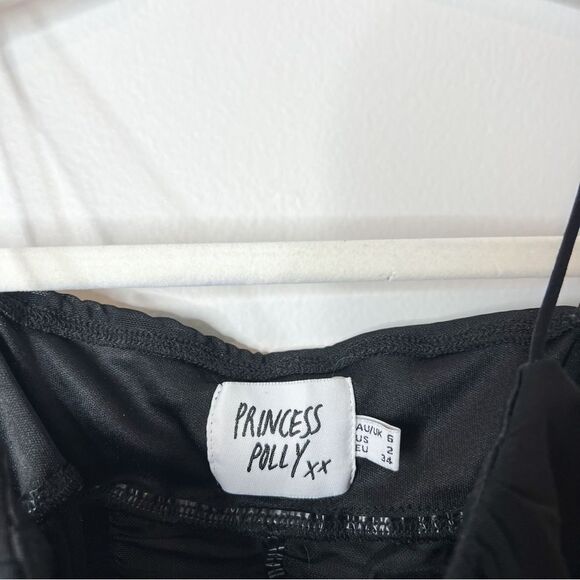 PRINCESS
POLLY xx
AU/UK 6
US 2
EU 34